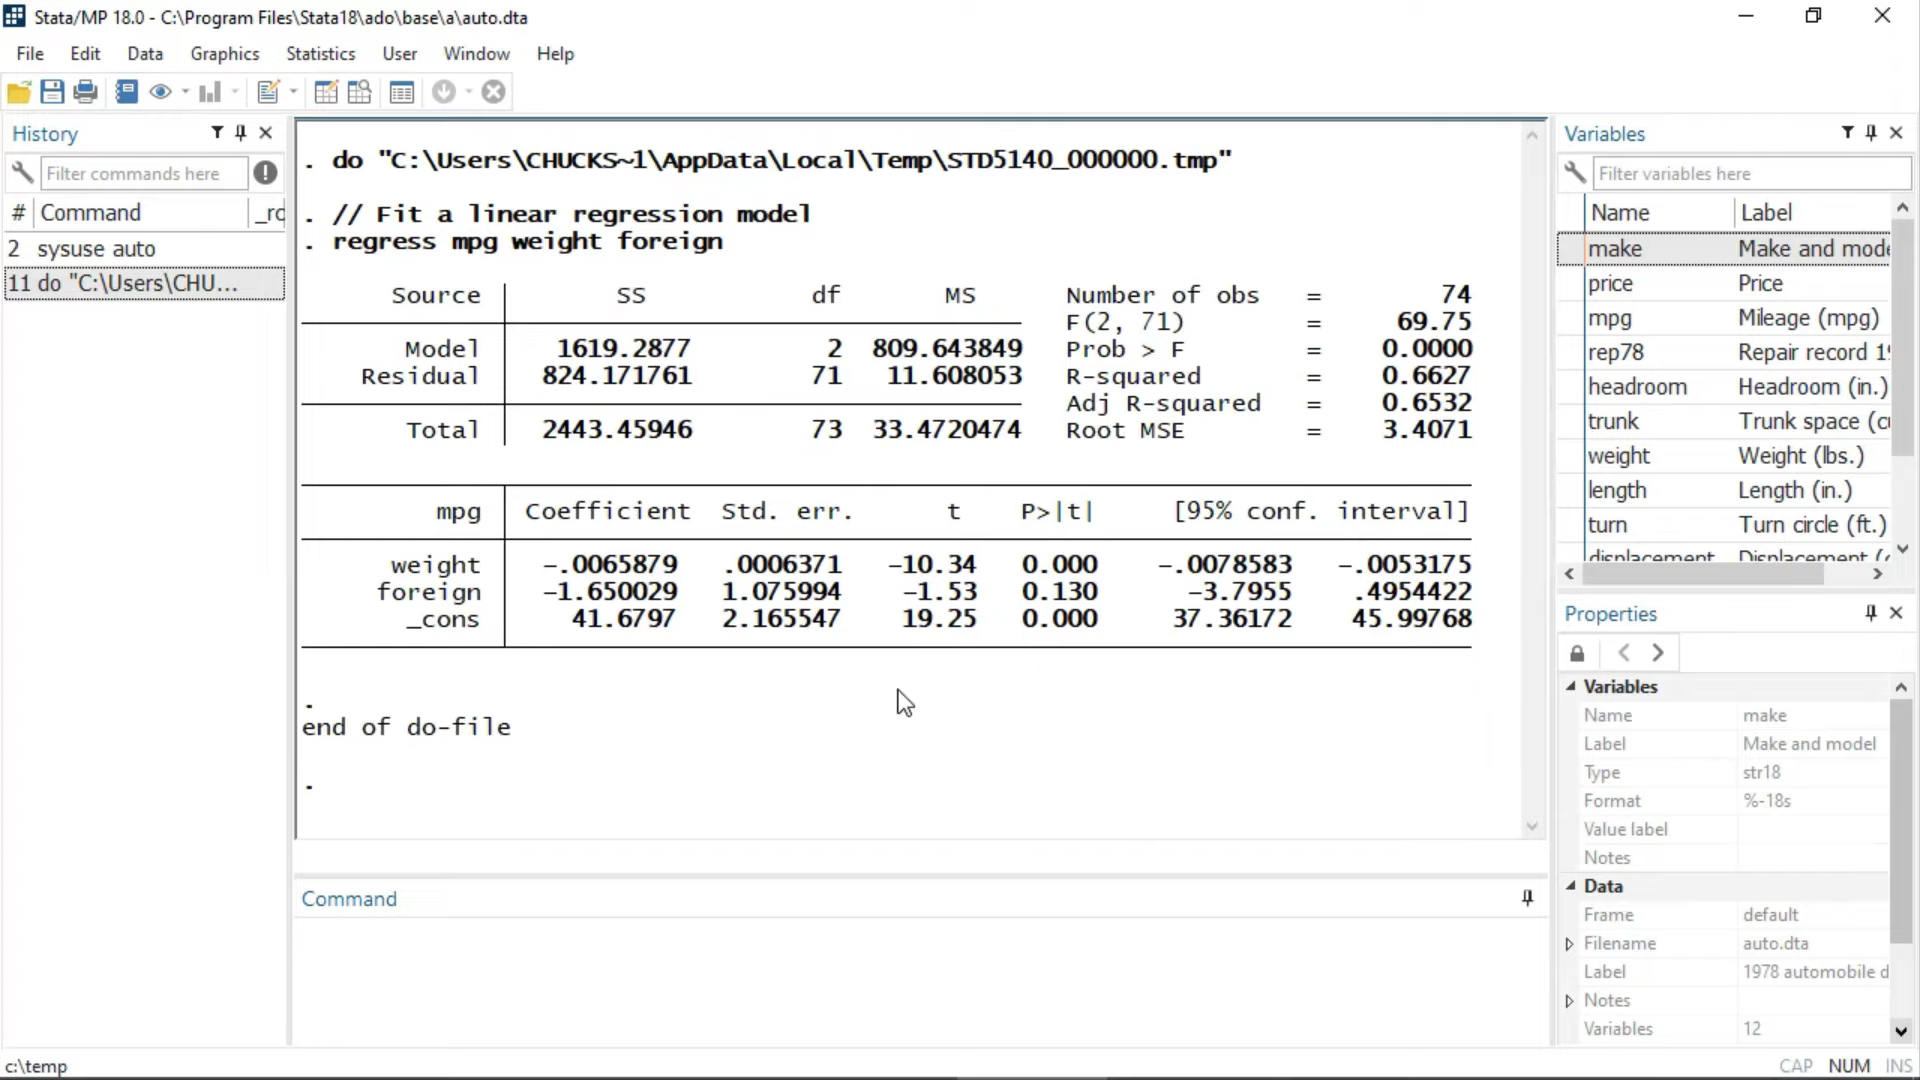 Stata/MP 18.0 - C:\Program Files\Stata18\ado\base\a\auto.dta
File Edit Data Graphics Statistics User Window Help
History
Filter commands here
# Command _rc
2 sysuse auto
11 do "C:\Users\CHU...
. do "C:\Users\CHUCKS~1\AppData\Local\Temp\STD5140_000000.tmp"
. // Fit a linear regression model
. regress mpg weight foreign
Source SS df MS Number of obs = 74
F(2, 71) = 69.75
Model 1619.2877 2 809.643849 Prob > F = 0.0000
Residual 824.171761 71 11.608053 R-squared = 0.6627
Adj R-squared = 0.6532
Total 2443.45946 73 33.4720474 Root MSE = 3.4071
mpg Coefficient Std. err. t P>|t| [95% conf. interval]
weight -.0065879 .0006371 -10.34 0.000 -.0078583 -.0053175
foreign -1.650029 1.075994 -1.53 0.130 -3.7955 .4954422
_cons 41.6797 2.165547 19.25 0.000 37.36172 45.99768
.
end of do-file
.
Command
Variables
Filter variables here
Name Label
make Make and mode
price Price
mpg Mileage (mpg)
rep78 Repair record 1
headroom Headroom (in.)
trunk Trunk space (cu
weight Weight (lbs.)
length Length (in.)
turn Turn circle (ft.)
displacement Displacement (
Properties
Variables
Name make
Label Make and model
Type str18
Format %-18s
Value label
Notes
Data
Frame default
Filename auto.dta
Label 1978 automobile d
Notes
Variables 12
c:\temp
CAP NUM INS